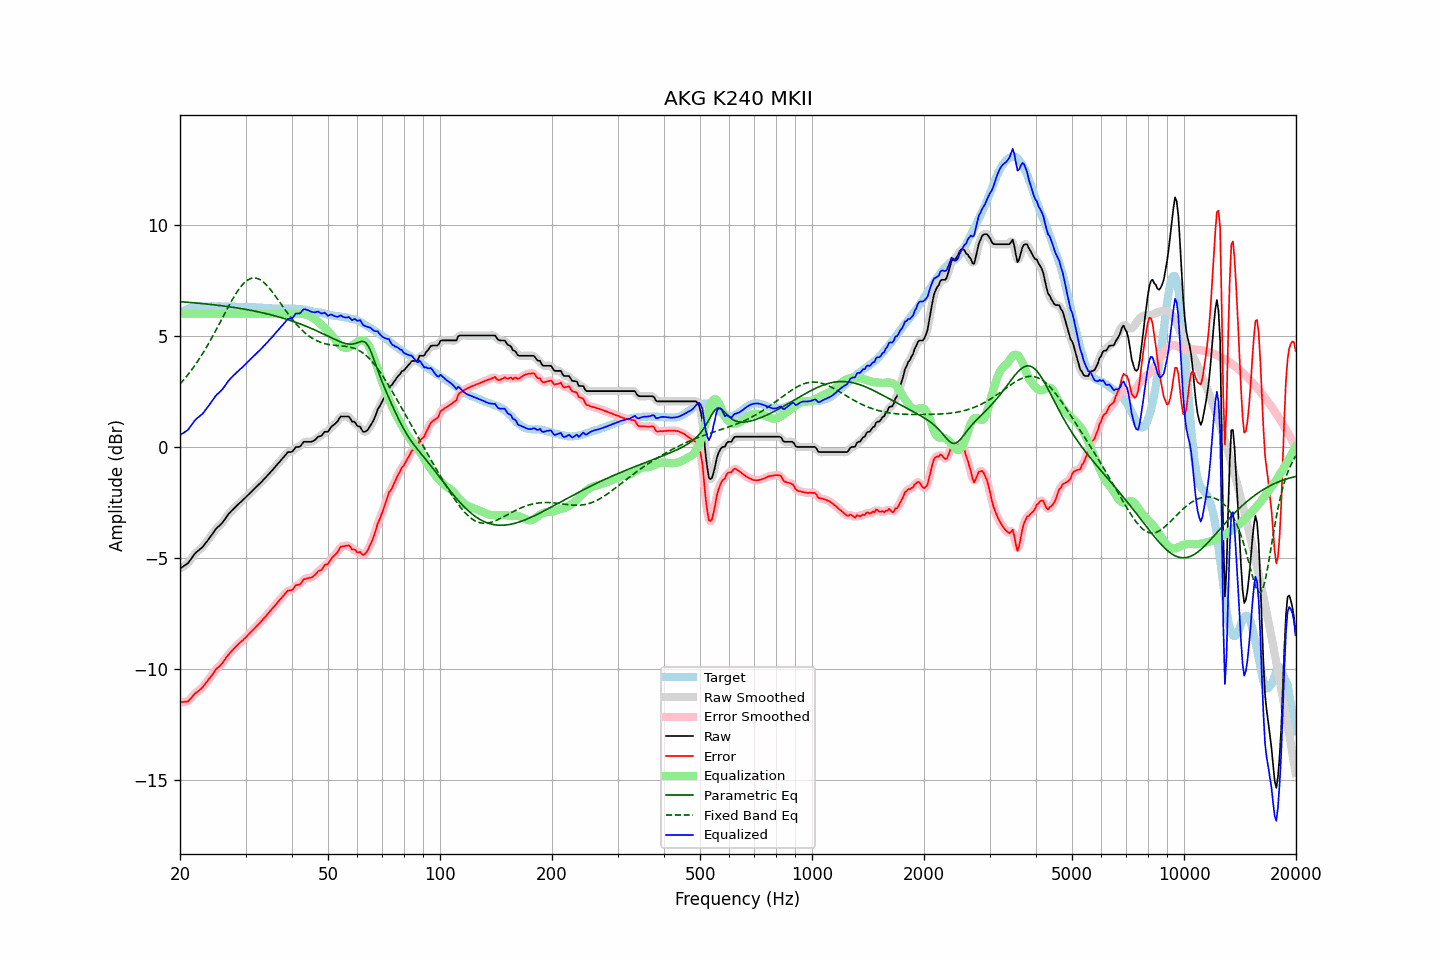 AKG K240 MKII
Amplitude (dBr)
10
5
0
−5
−10
−15
Target
Raw Smoothed
Error Smoothed
Raw
Error
Equalization
Parametric Eq
Fixed Band Eq
Equalized
20 50 100 200 500 1000 2000 5000 10000 20000
Frequency (Hz)